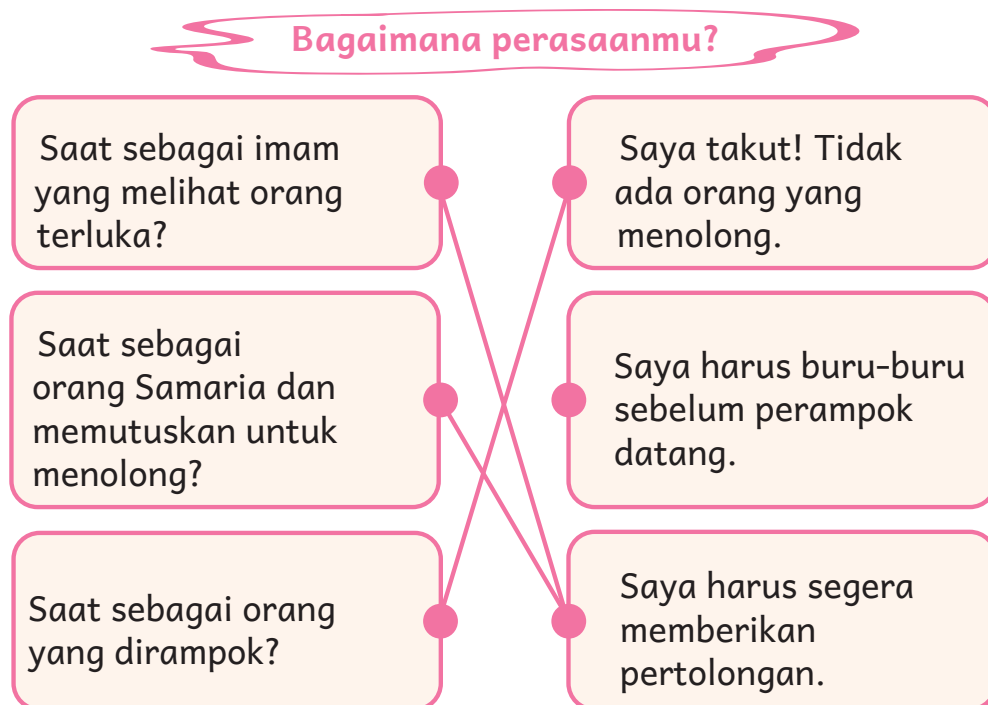 Bagaimana perasaanmu?
Saat sebagai imam
yang melihat orang
terluka?
Saya takut! Tidak
ada orang yang
menolong.
Saat sebagai
orang Samaria dan
memutuskan untuk
menolong?
Saya harus buru-buru
sebelum perampok
datang.
Saat sebagai orang
yang dirampok?
Saya harus segera
memberikan
pertolongan.